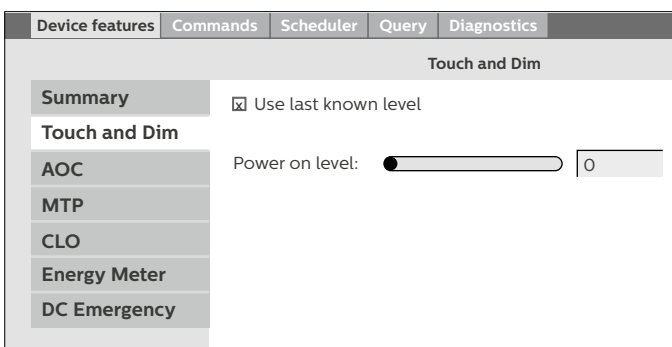 Device features Commands Scheduler Query Diagnostics
Touch and Dim
Summary
Use last known level
Touch and Dim
AOC
Power on level: 0
MTP
CLO
Energy Meter
DC Emergency